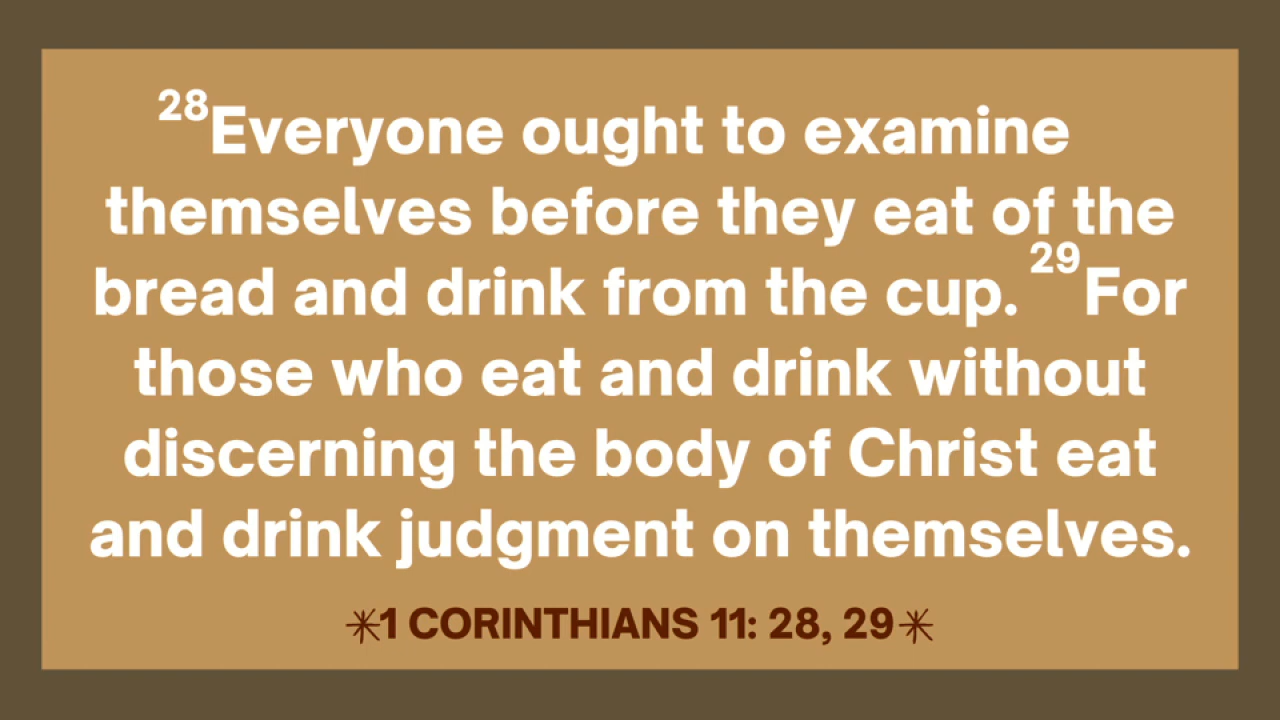 28Everyone ought to examine
themselves before they eat of the
bread and drink from the cup. 29For
those who eat and drink without
discerning the body of Christ eat
and drink judgment on themselves.
1 CORINTHIANS 11: 28, 29